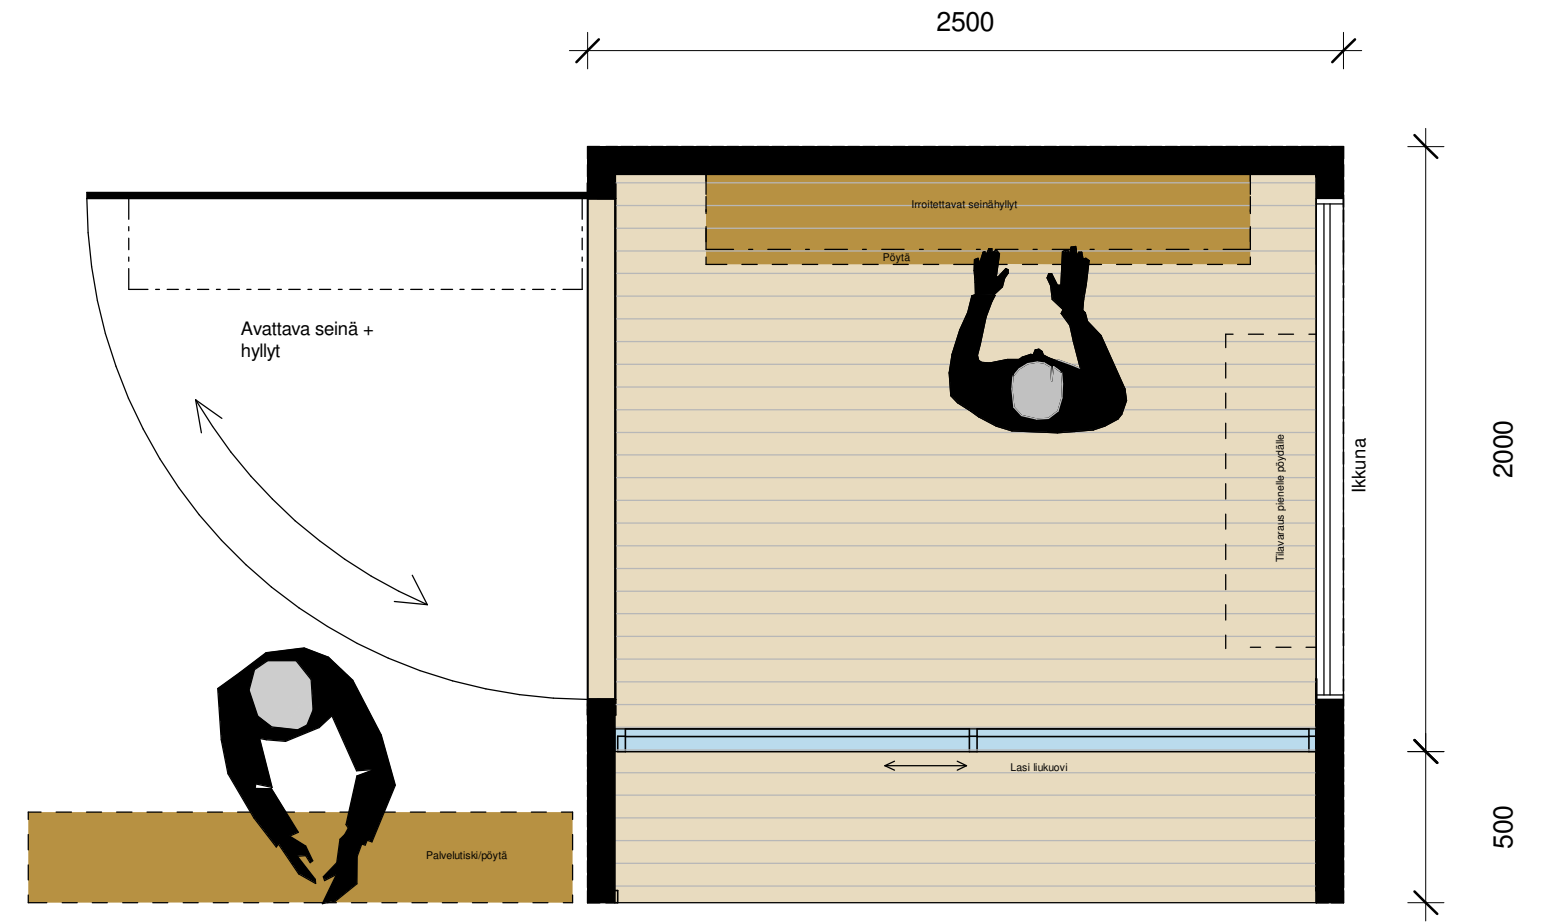 2500
Irroitettavat seinähyllyt
Pöytä
Avattava seinä +
hyllyt
Tilavaraus pienelle pöydälle
Ikkuna
2000
Lasi liukuovi
500
Palvelutiski/pöytä